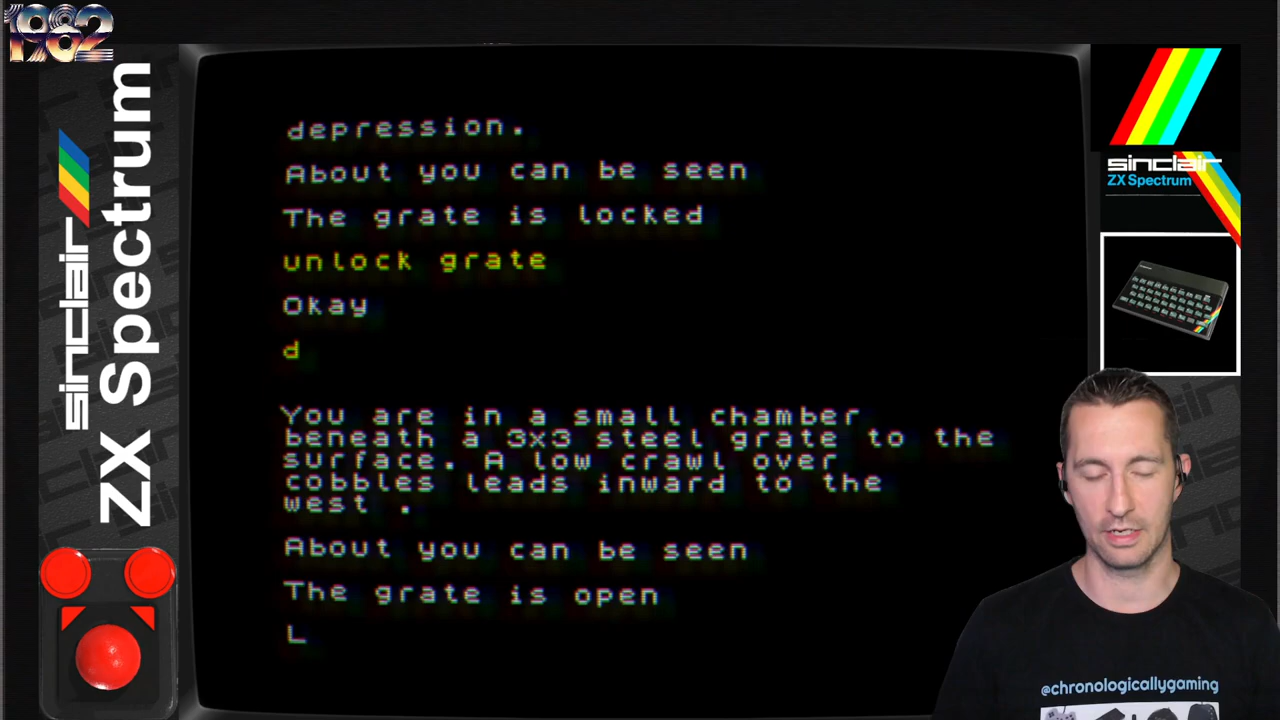 1982
sinclair
ZX Spectrum
depression.
About you can be seen
The grate is locked
unlock grate
Okay
d
You are in a small chamber
beneath a 3x3 steel grate to the
surface. A low crawl over
cobbles leads inward to the
west .
About you can be seen
The grate is open
L
sinclair
ZX Spectrum
@chronologicallygaming